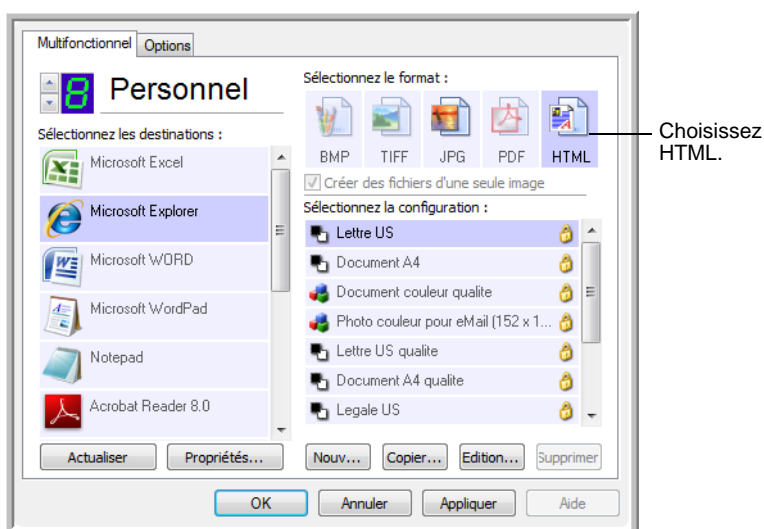 Multifonctionnel
Options
8
Personnel
Sélectionnez les destinations :
Microsoft Excel
Microsoft Explorer
Microsoft WORD
Microsoft WordPad
Notepad
Acrobat Reader 8.0
Actualiser
Propriétés...
Sélectionnez le format :
BMP
TIFF
JPG
PDF
HTML
Créer des fichiers d'une seule image
Sélectionnez la configuration :
Lettre US
Document A4
Document couleur qualite
Photo couleur pour eMail (152 x 1...
Lettre US qualite
Document A4 qualite
Legale US
Nouv...
Copier...
Edition...
Supprimer
OK
Annuler
Appliquer
Aide
Choisissez
HTML.